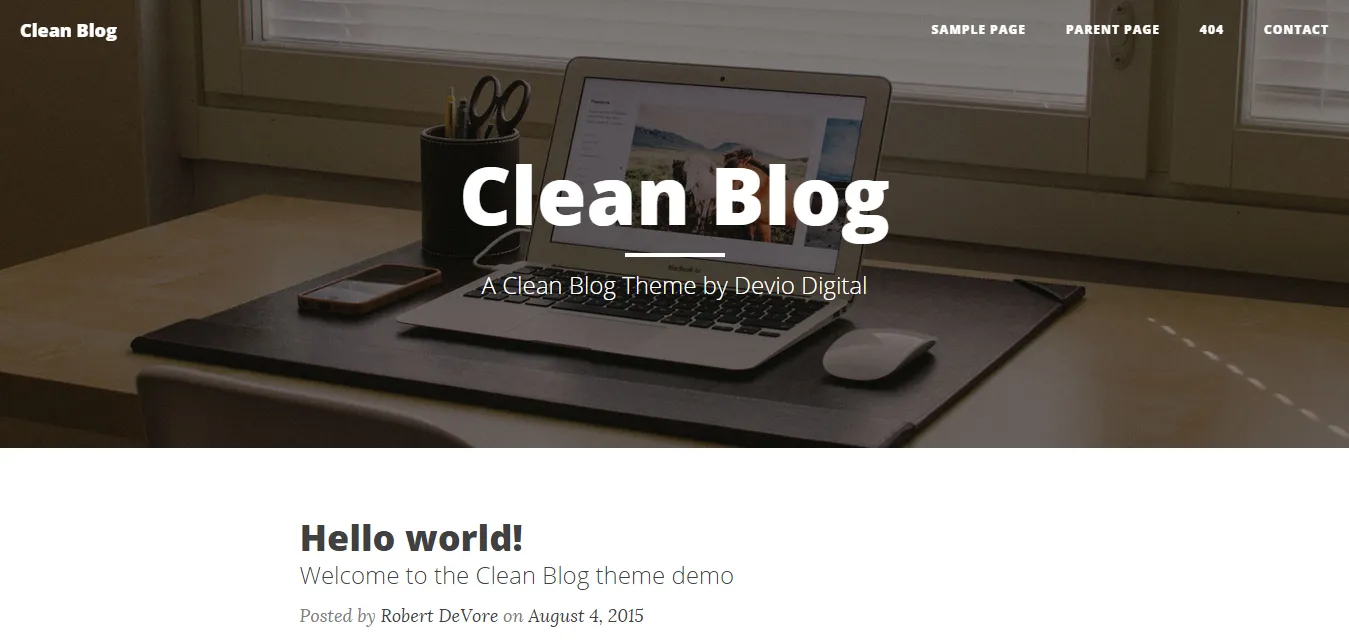 Clean Blog
SAMPLE PAGE PARENT PAGE 404 CONTACT
Clean Blog
A Clean Blog Theme by Devio Digital
Hello world!
Welcome to the Clean Blog theme demo
Posted by Robert DeVore on August 4, 2015